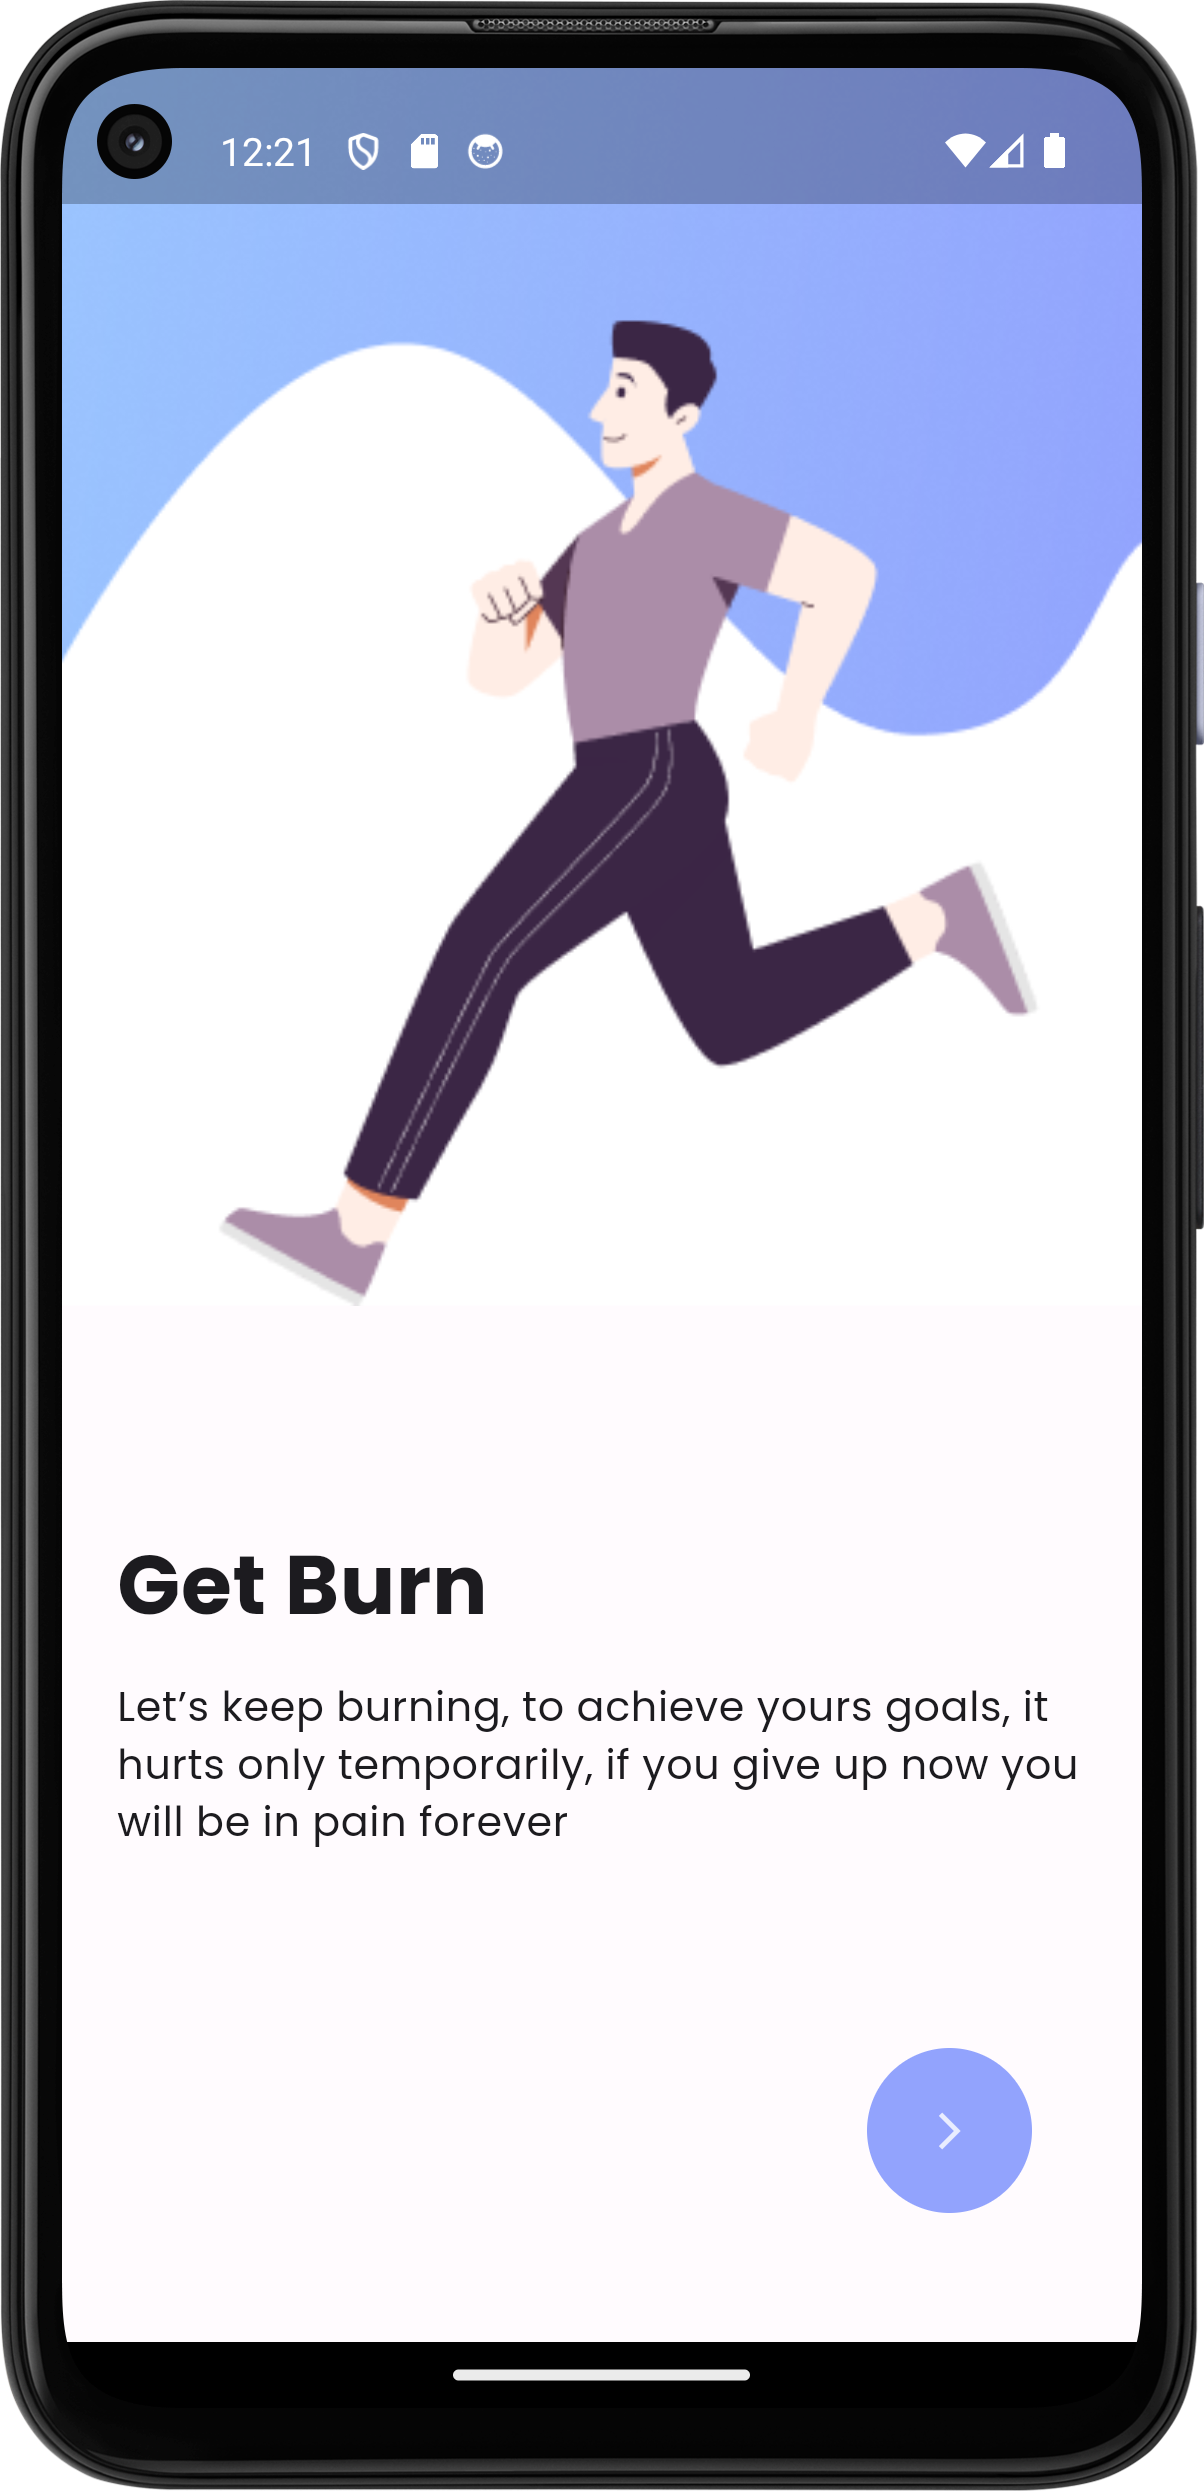 12:21
Get Burn
Let’s keep burning, to achieve yours goals, it
hurts only temporarily, if you give up now you
will be in pain forever